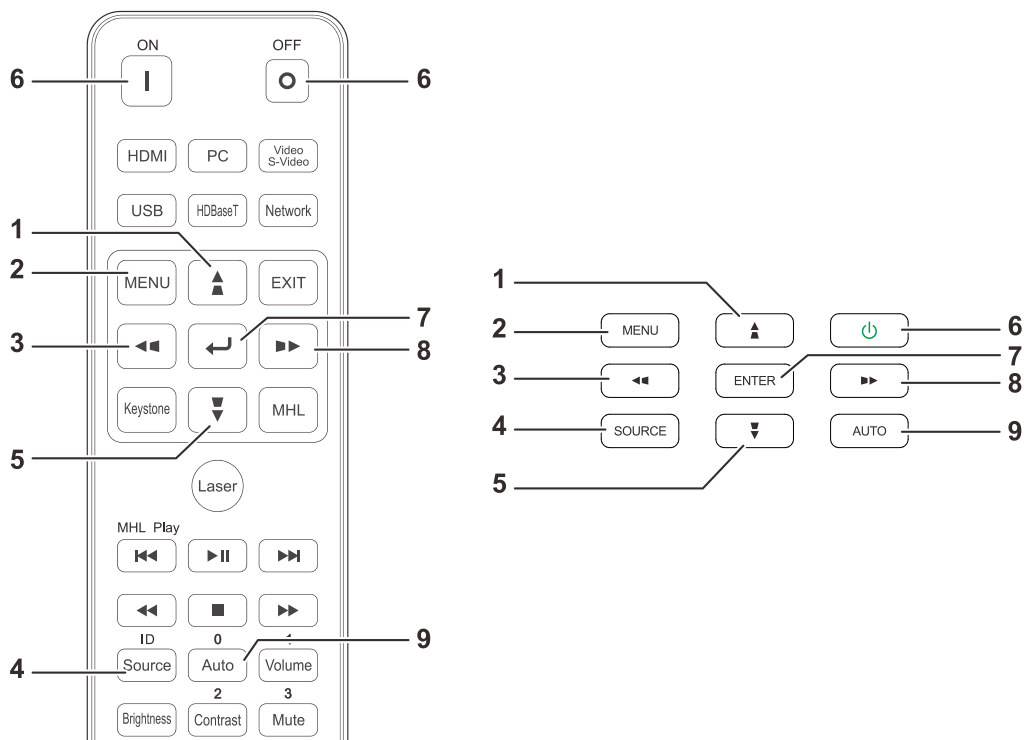 ON OFF
6 6
HDMI PC Video S-Video
USB HDBaseT Network
1
2 MENU EXIT
3 7
8
Keystone MHL
5
Laser
MHL Play
ID 0
4 Source Auto Volume 9
2 3
Brightness Contrast Mute
1
2 MENU 6
7
3 ENTER 8
4 SOURCE AUTO 9
5